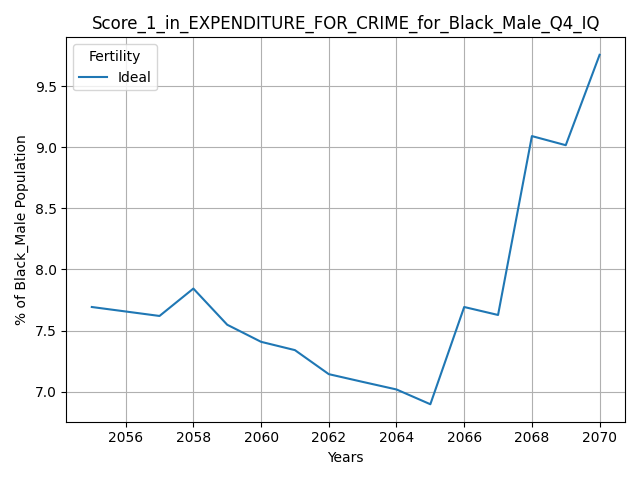 Score_1_in_EXPENDITURE_FOR_CRIME_for_Black_Male_Q4_IQ
Fertility
Ideal
% of Black_Male Population
9.5
9.0
8.5
8.0
7.5
7.0
2056 2058 2060 2062 2064 2066 2068 2070
Years